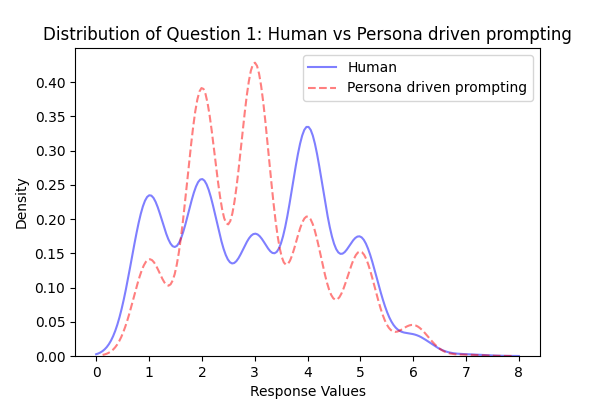 Distribution of Question 1: Human vs Persona driven prompting
Human
Persona driven prompting
0.40
0.35
0.30
0.25
0.20
0.15
0.10
0.05
0.00
Density
0 1 2 3 4 5 6 7 8
Response Values